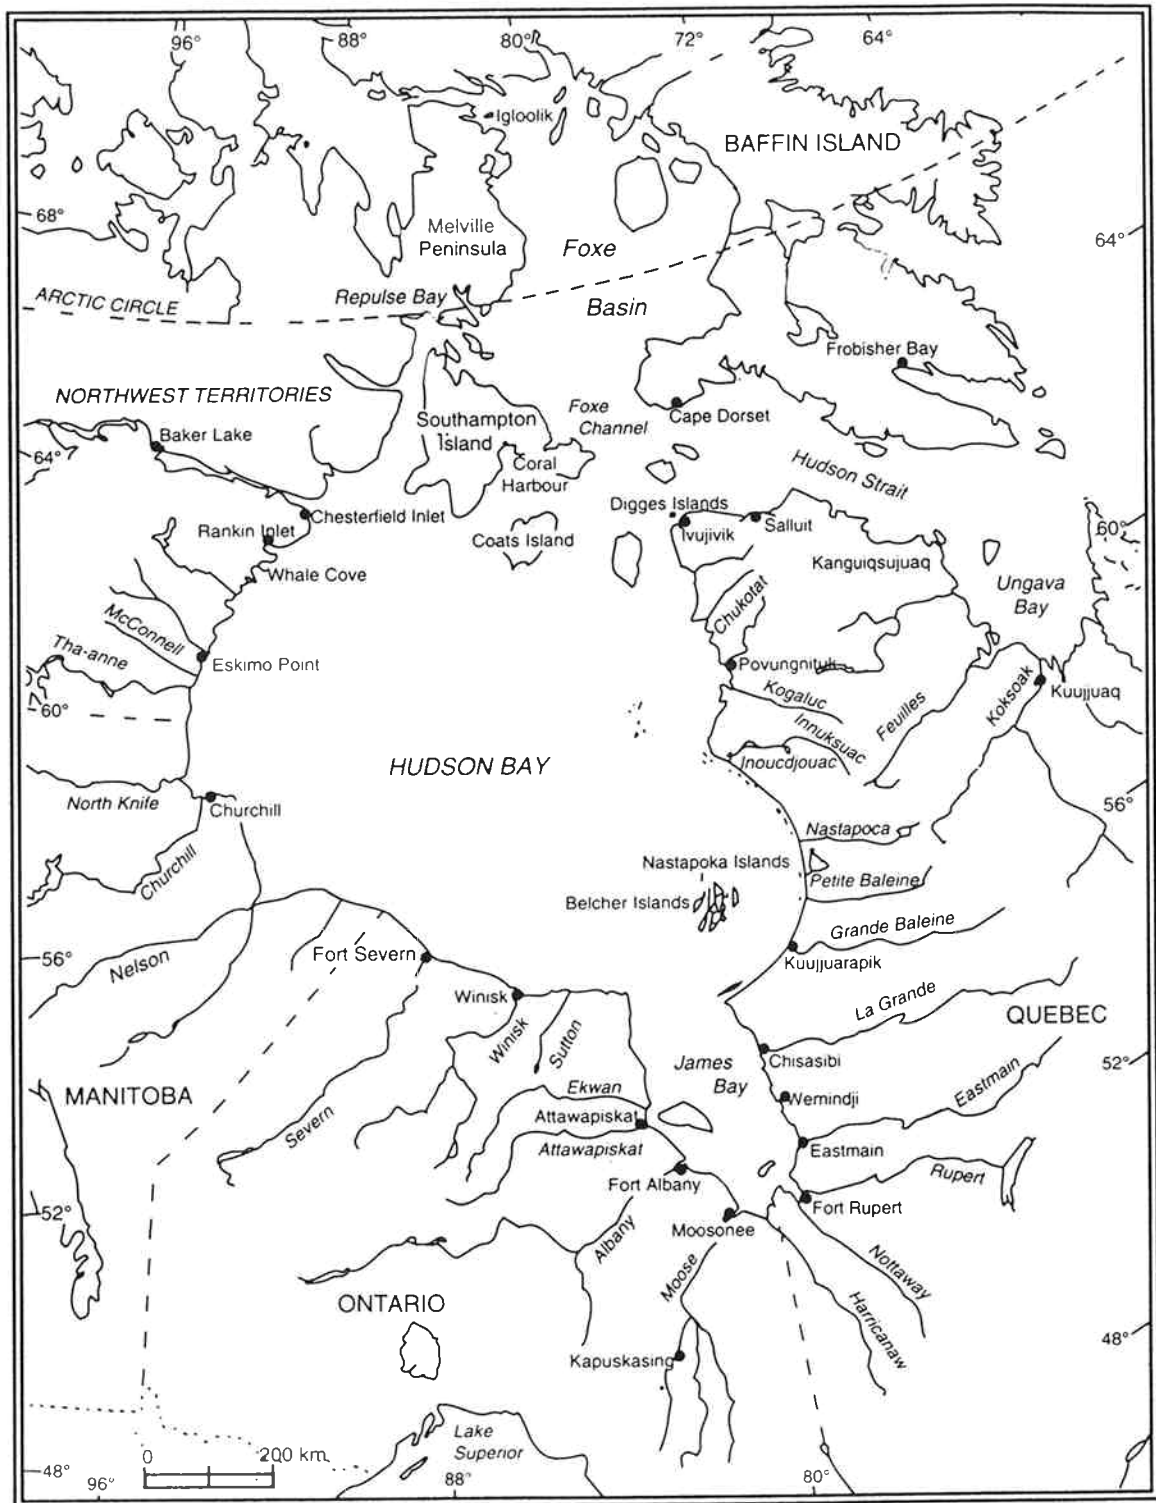 96°
88°
80°
72°
64°
Igloolik
BAFFIN ISLAND
68°
Melville
Peninsula
Foxe
64°
ARCTIC CIRCLE
Repulse Bay
Basin
Frobisher Bay
NORTHWEST TERRITORIES
Foxe
Channel
Cape Dorset
Southampton
Island
Baker Lake
64°
Coral
Harbour
Hudson Strait
Digges Islands
Chesterfield Inlet
Salluit
60°
Rankin Inlet
Coats Island
Ivujivik
Kanguiqsujuaq
Whale Cove
Ungava
Bay
Chukotat
McConnell
Tha-anne
Eskimo Point
Povungnituk
Kogaluc
Koksoak
Kuujjuaq
60°
Feuilles
Innuksuac
HUDSON BAY
Inoucdjouac
North Knife
Churchill
56°
Nastapoca
Churchill
Nastapoka Islands
Petite Baleine
Belcher Islands
Grande Baleine
56°
Nelson
Fort Severn
Kuujjuarapik
Winisk
La Grande
QUEBEC
Winisk
Sutton
James
Bay
Chisasibi
52°
MANITOBA
Ekwan
Wemindji
Eastmain
Severn
Attawapiskat
Attawapiskat
Eastmain
Rupert
Fort Albany
52°
Fort Rupert
Albany
Moosonee
Moose
Nottaway
ONTARIO
Harricanaw
48°
Kapuskasing
Lake
Superior
0
200 km
48°
96°
88°
80°